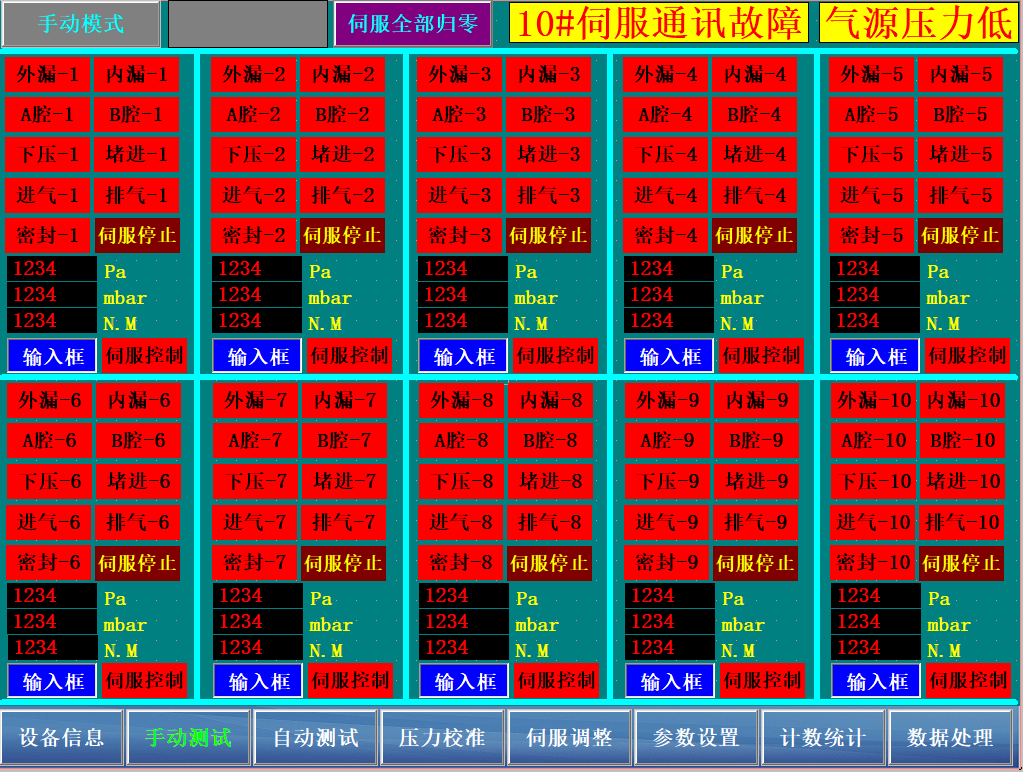 手动模式 伺服全部归零 10#伺服通讯故障 气源压力低
外漏-1 内漏-1 外漏-2 内漏-2 外漏-3 内漏-3 外漏-4 内漏-4 外漏-5 内漏-5
A腔-1 B腔-1 A腔-2 B腔-2 A腔-3 B腔-3 A腔-4 B腔-4 A腔-5 B腔-5
下压-1 堵进-1 下压-2 堵进-2 下压-3 堵进-3 下压-4 堵进-4 下压-5 堵进-5
进气-1 排气-1 进气-2 排气-2 进气-3 排气-3 进气-4 排气-4 进气-5 排气-5
密封-1 伺服停止 密封-2 伺服停止 密封-3 伺服停止 密封-4 伺服停止 密封-5 伺服停止
1234 Pa 1234 Pa 1234 Pa 1234 Pa 1234 Pa
1234 mbar 1234 mbar 1234 mbar 1234 mbar 1234 mbar
1234 N.M 1234 N.M 1234 N.M 1234 N.M 1234 N.M
输入框 伺服控制 输入框 伺服控制 输入框 伺服控制 输入框 伺服控制 输入框 伺服控制
外漏-6 内漏-6 外漏-7 内漏-7 外漏-8 内漏-8 外漏-9 内漏-9 外漏-10 内漏-10
A腔-6 B腔-6 A腔-7 B腔-7 A腔-8 B腔-8 A腔-9 B腔-9 A腔-10 B腔-10
下压-6 堵进-6 下压-7 堵进-7 下压-8 堵进-8 下压-9 堵进-9 下压-10 堵进-10
进气-6 排气-6 进气-7 排气-7 进气-8 排气-8 进气-9 排气-9 进气-10 排气-10
密封-6 伺服停止 密封-7 伺服停止 密封-8 伺服停止 密封-9 伺服停止 密封-10 伺服停止
1234 Pa 1234 Pa 1234 Pa 1234 Pa 1234 Pa
1234 mbar 1234 mbar 1234 mbar 1234 mbar 1234 mbar
1234 N.M 1234 N.M 1234 N.M 1234 N.M 1234 N.M
输入框 伺服控制 输入框 伺服控制 输入框 伺服控制 输入框 伺服控制 输入框 伺服控制
设备信息 手动测试 自动测试 压力校准 伺服调整 参数设置 计数统计 数据处理